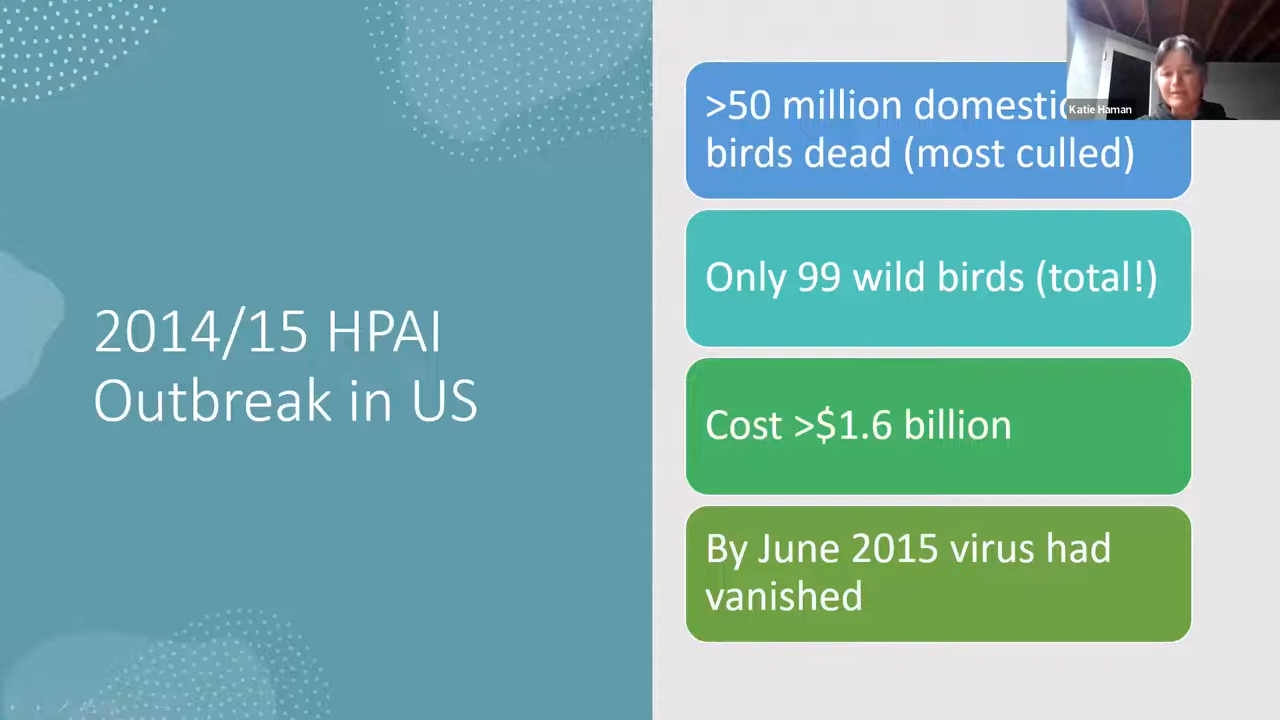 2014/15 HPAI
Outbreak in US
>50 million domestic
birds dead (most culled)
Only 99 wild birds (total!)
Cost >$1.6 billion
By June 2015 virus had
vanished
Katie Haman